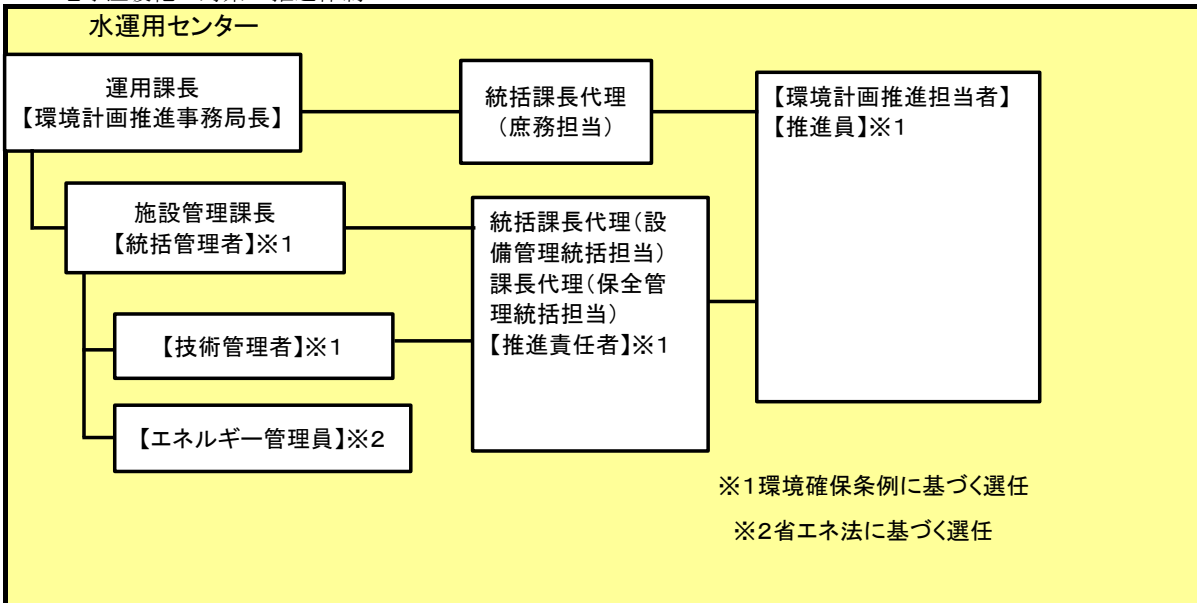 水運用センター
運用課長
【環境計画推進事務局長】
統括課長代理
（庶務担当）
【環境計画推進担当者】
【推進員】※1
施設管理課長
【統括管理者】※1
統括課長代理（設
備管理統括担当）
課長代理（保全管
理統括担当）
【推進責任者】※1
【技術管理者】※1
【エネルギー管理員】※2
※1環境確保条例に基づく選任
※2省エネ法に基づく選任